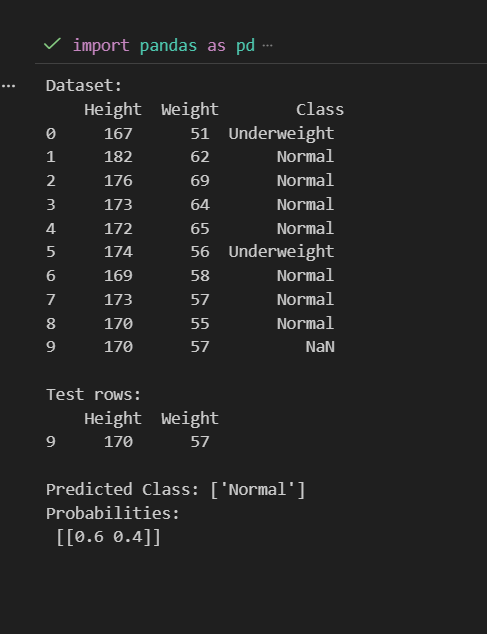 import pandas as pd ...
Dataset:
Height Weight Class
0 167 51 Underweight
1 182 62 Normal
2 176 69 Normal
3 173 64 Normal
4 172 65 Normal
5 174 56 Underweight
6 169 58 Normal
7 173 57 Normal
8 170 55 Normal
9 170 57 NaN
Test rows:
Height Weight
9 170 57
Predicted Class: ['Normal']
Probabilities:
[[0.6 0.4]]